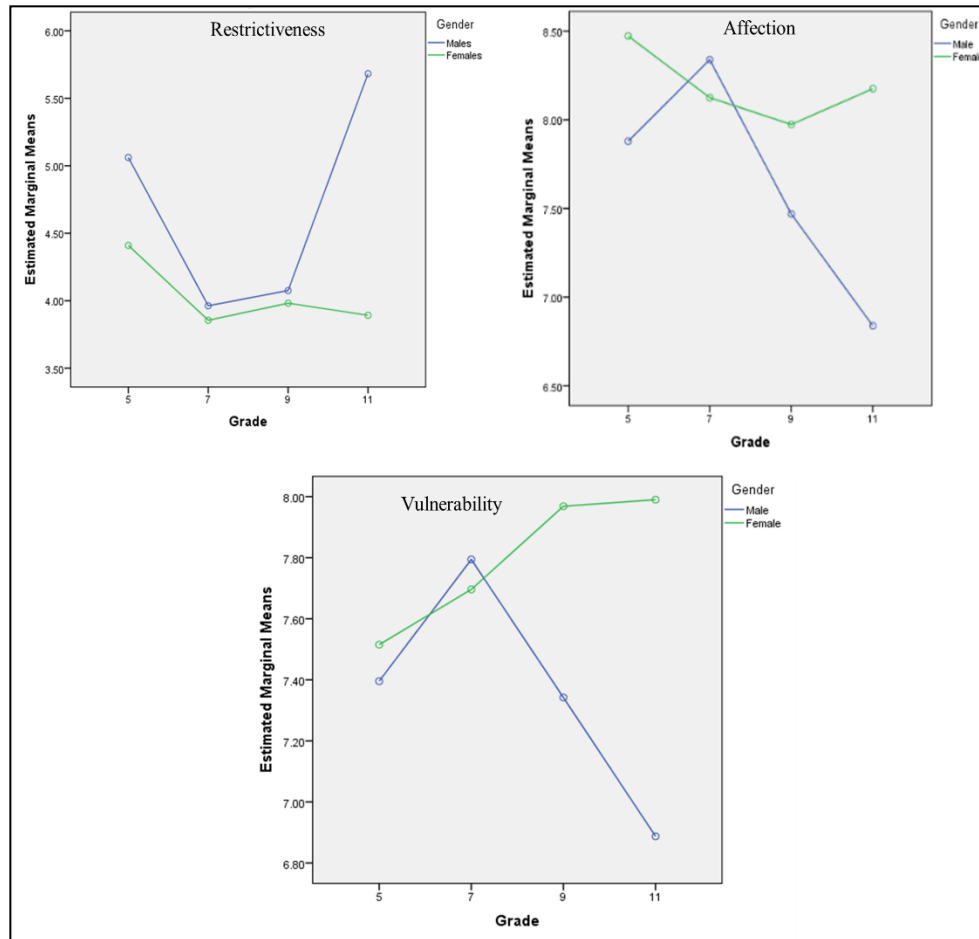 Restrictiveness
Gender
Males
Females
6.00
5.50
5.00
4.50
4.00
3.50
Estimated Marginal Means
5 7 9 11
Grade
Affection
Gender
Male
Female
8.50
8.00
7.50
7.00
6.50
Estimated Marginal Means
5 7 9 11
Grade
Vulnerability
Gender
Male
Female
8.00
7.80
7.60
7.40
7.20
7.00
6.80
Estimated Marginal Means
5 7 9 11
Grade